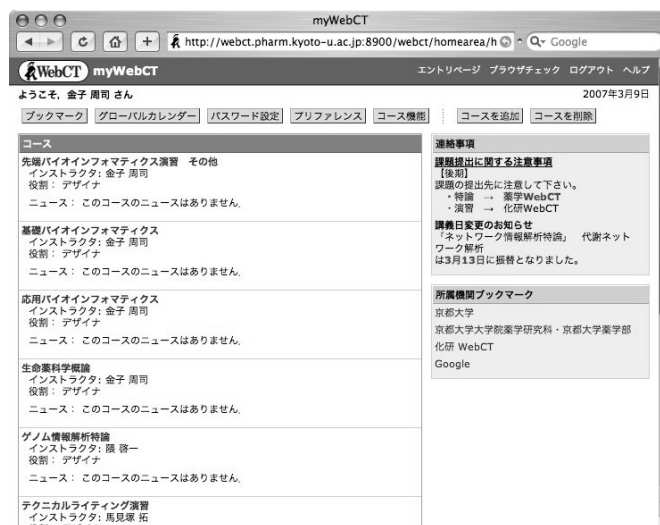 myWebCT
http://webct.pharm.kyoto-u.ac.jp:8900/webct/homearea/h
Google
WebCT myWebCT
エントリページ ブラウザチェック ログアウト ヘルプ
ようこそ, 金子 周司 さん
2007年3月9日
ブックマーク グローバルカレンダー パスワード設定 プリファレンス コース機能 コースを追加 コースを削除
コース
先端バイオインフォマティクス演習 その他
インストラクタ: 金子 周司
役割: デザイナ
ニュース: このコースのニュースはありません.
基礎バイオインフォマティクス
インストラクタ: 金子 周司
役割: デザイナ
ニュース: このコースのニュースはありません.
応用バイオインフォマティクス
インストラクタ: 金子 周司
役割: デザイナ
ニュース: このコースのニュースはありません.
生命薬科学概論
インストラクタ: 金子 周司
役割: デザイナ
ニュース: このコースのニュースはありません.
ゲノム情報解析特論
インストラクタ: 隈 啓一
役割: デザイナ
ニュース: このコースのニュースはありません.
テクニカルライティング演習
インストラクタ: 馬見塚 拓
連絡事項
課題提出に関する注意事項
【後期】
課題の提出先に注意して下さい。
・特論 → 薬学WebCT
・演習 → 化研WebCT
講義日変更のお知らせ
「ネットワーク情報解析特論」 代謝ネット
ワーク解析
は3月13日に振替となりました。
所属機関ブックマーク
京都大学
京都大学大学院薬学研究科・京都大学薬学部
化研 WebCT
Google